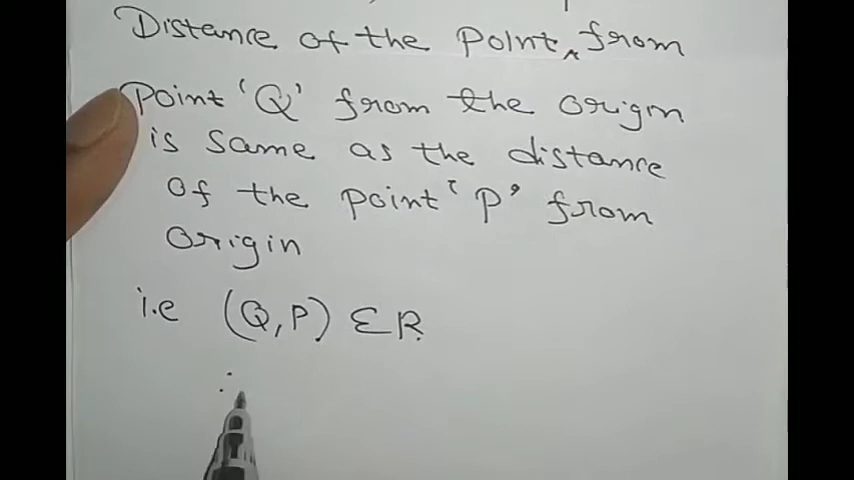 Distance of the Point ‸ from
Point 'Q' from the origin
is same as the distance
of the point 'P' from
origin
i.e (Q, P) ∈ R.
∴